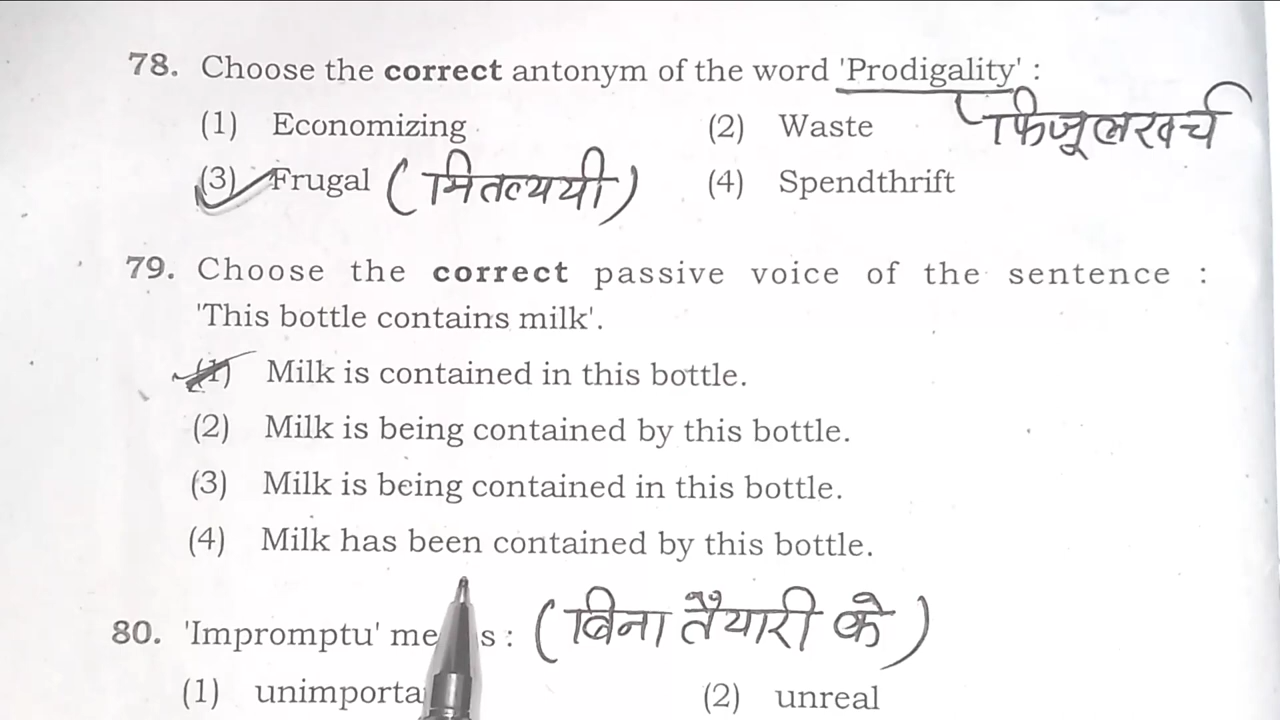 78. Choose the correct antonym of the word 'Prodigality' :
(1) Economizing (2) Waste फिजूलखर्च
(3) Frugal (मितव्ययी) (4) Spendthrift
79. Choose the correct passive voice of the sentence :
'This bottle contains milk'.
(1) Milk is contained in this bottle.
(2) Milk is being contained by this bottle.
(3) Milk is being contained in this bottle.
(4) Milk has been contained by this bottle.
80. 'Impromptu' me s : (बिना तैयारी के)
(1) unimporta (2) unreal